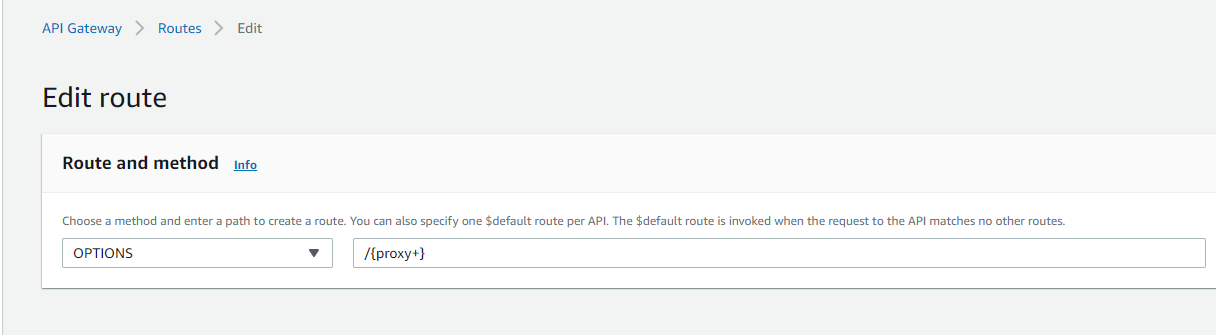 API Gateway > Routes > Edit
Edit route
Route and method Info
Choose a method and enter a path to create a route. You can also specify one $default route per API. The $default route is invoked when the request to the API matches no other routes.
OPTIONS /{proxy+}